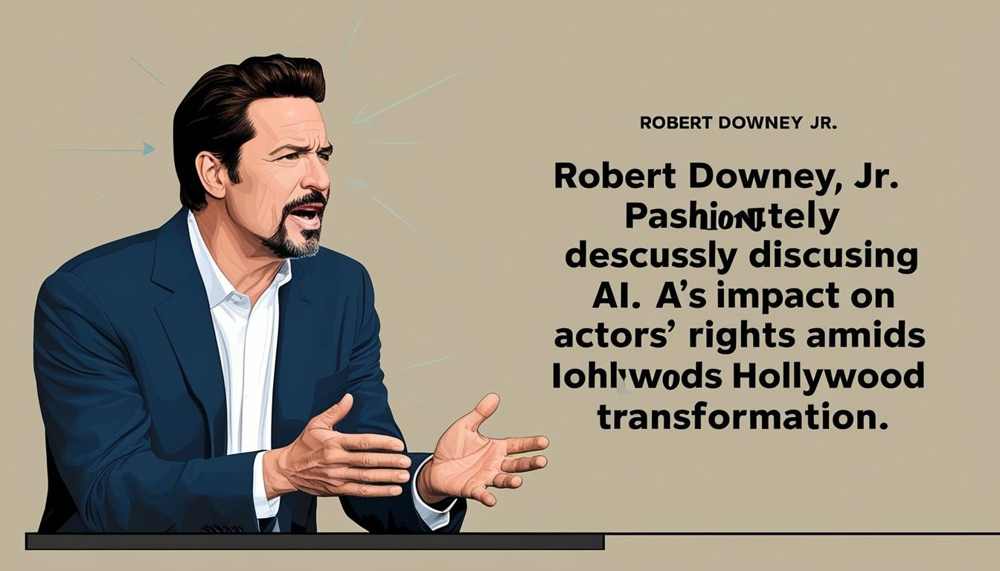 ROBERT DOWNEY JR.
Robert Downey, Jr.
descussly discusing
AI. A's impact on
actors’ rights amids
Hollywood
transformation.